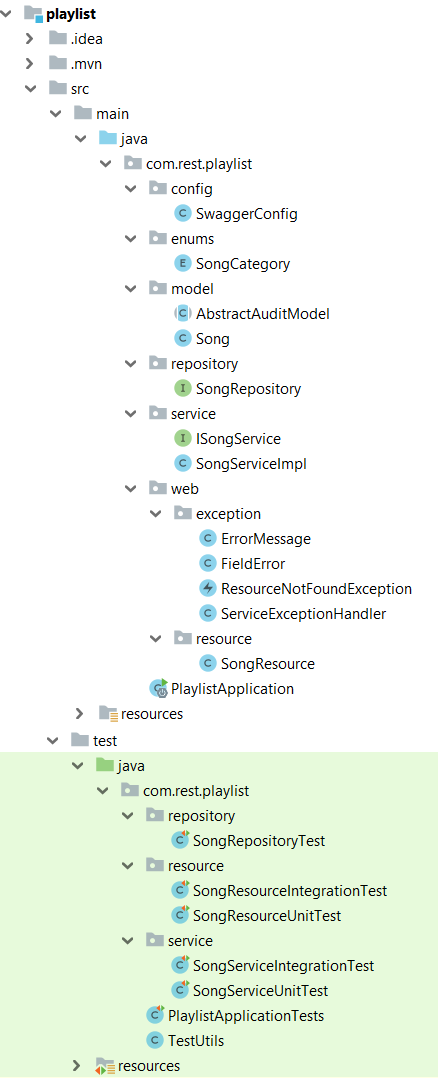 playlist
.idea
.mvn
src
main
java
com.rest.playlist
config
C SwaggerConfig
enums
E SongCategory
model
C AbstractAuditModel
C Song
repository
I SongRepository
service
I ISongService
C SongServiceImpl
web
exception
C ErrorMessage
C FieldError
ResourceNotFoundException
C ServiceExceptionHandler
resource
C SongResource
C PlaylistApplication
resources
test
java
com.rest.playlist
repository
C SongRepositoryTest
resource
C SongResourceIntegrationTest
C SongResourceUnitTest
service
C SongServiceIntegrationTest
C SongServiceUnitTest
C PlaylistApplicationTests
C TestUtils
resources